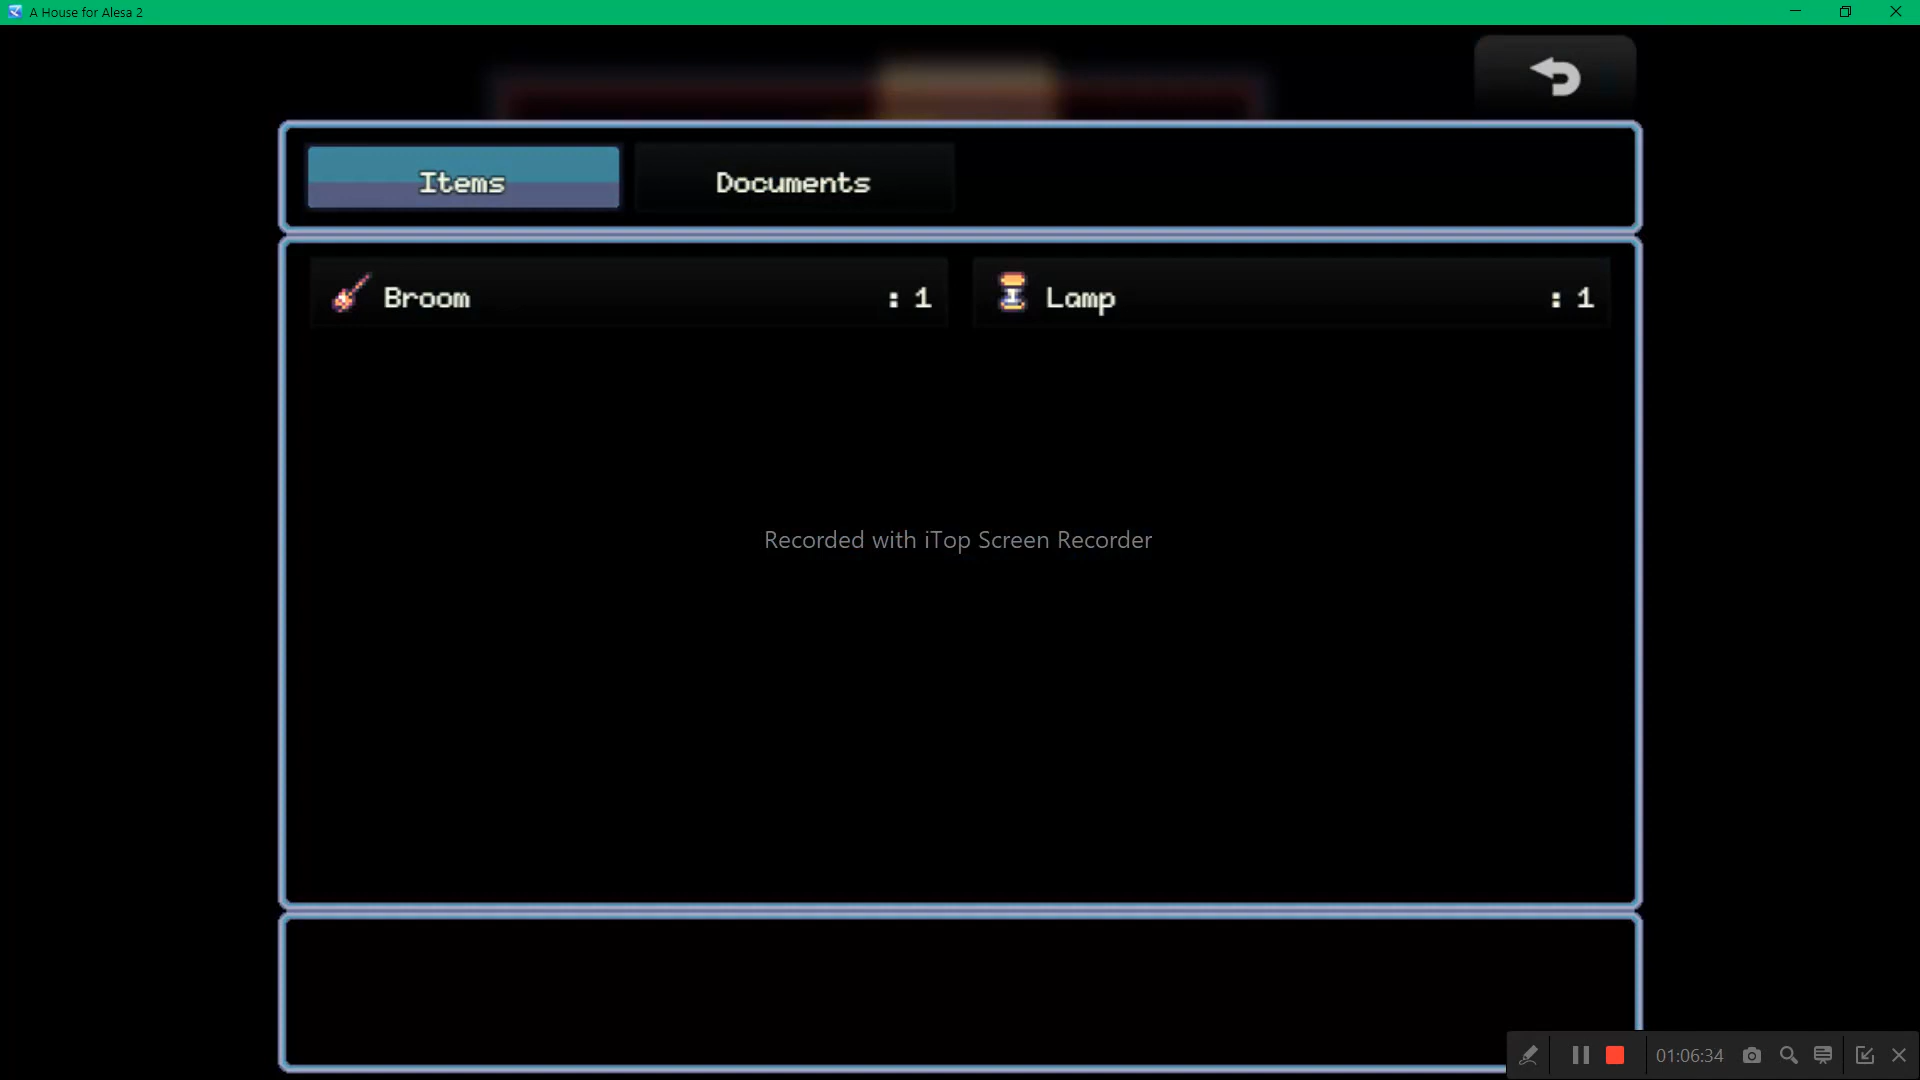 A House for Alesa 2
Items
Documents
Broom : 1
Lamp : 1
Recorded with iTop Screen Recorder
01:06:34